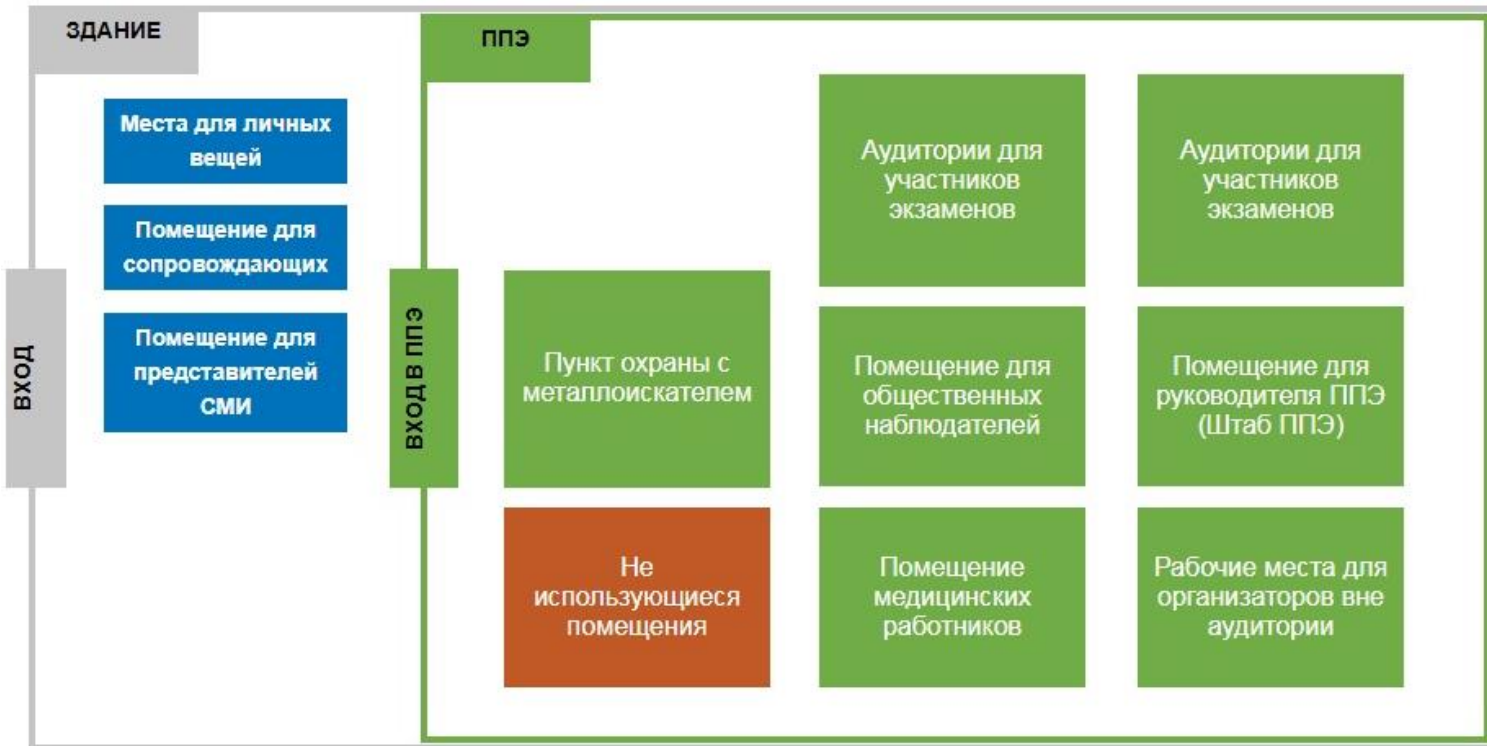 ЗДАНИЕ
ППЭ
Места для личных
вещей
Помещение для
сопровождающих
Помещение для
представителей
СМИ
ВХОД
ВХОД В ППЭ
Аудитории для
участников
экзаменов
Аудитории для
участников
экзаменов
Пункт охраны с
металлоискателем
Помещение для
общественных
наблюдателей
Помещение для
руководителя ППЭ
(Штаб ППЭ)
Не
использующиеся
помещения
Помещение
медицинских
работников
Рабочие места для
организаторов вне
аудитории